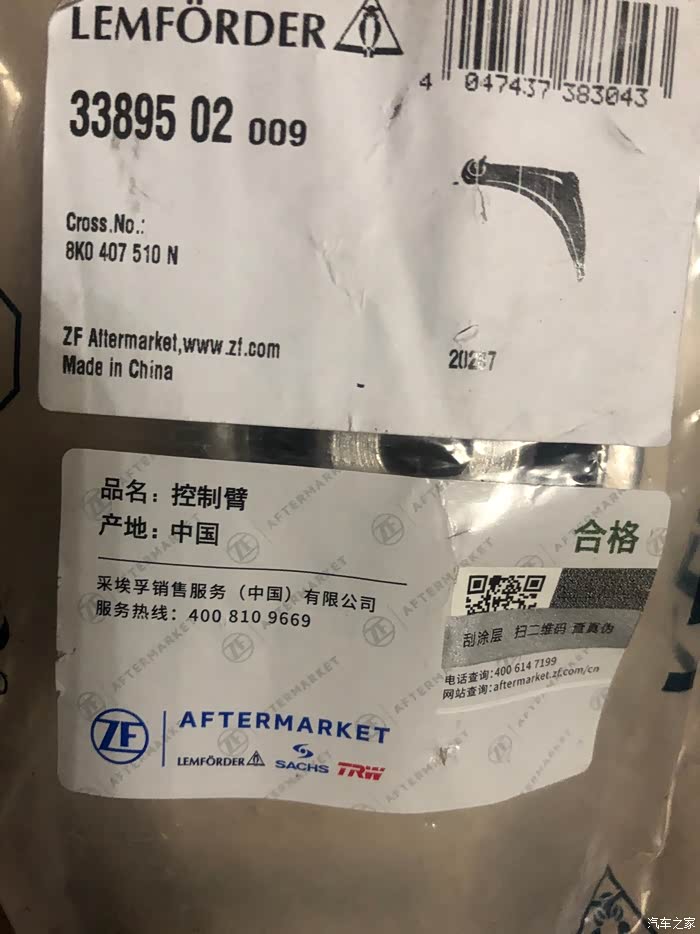 LEMFÖRDER
4 047437 383043
33895 02 009
Cross.No.:
8K0 407 510 N
ZF Aftermarket,www.zf.com
Made in China
品名：控制臂
产地：中国
合格
采埃孚销售服务（中国）有限公司
服务热线：400 810 9669
刮涂层 扫二维码 查真伪
电话查询:400 614 7199
网站查询:aftermarket.zf.com/cn
ZF AFTERMARKET
LEMFÖRDER SACHS TRW
汽车之家